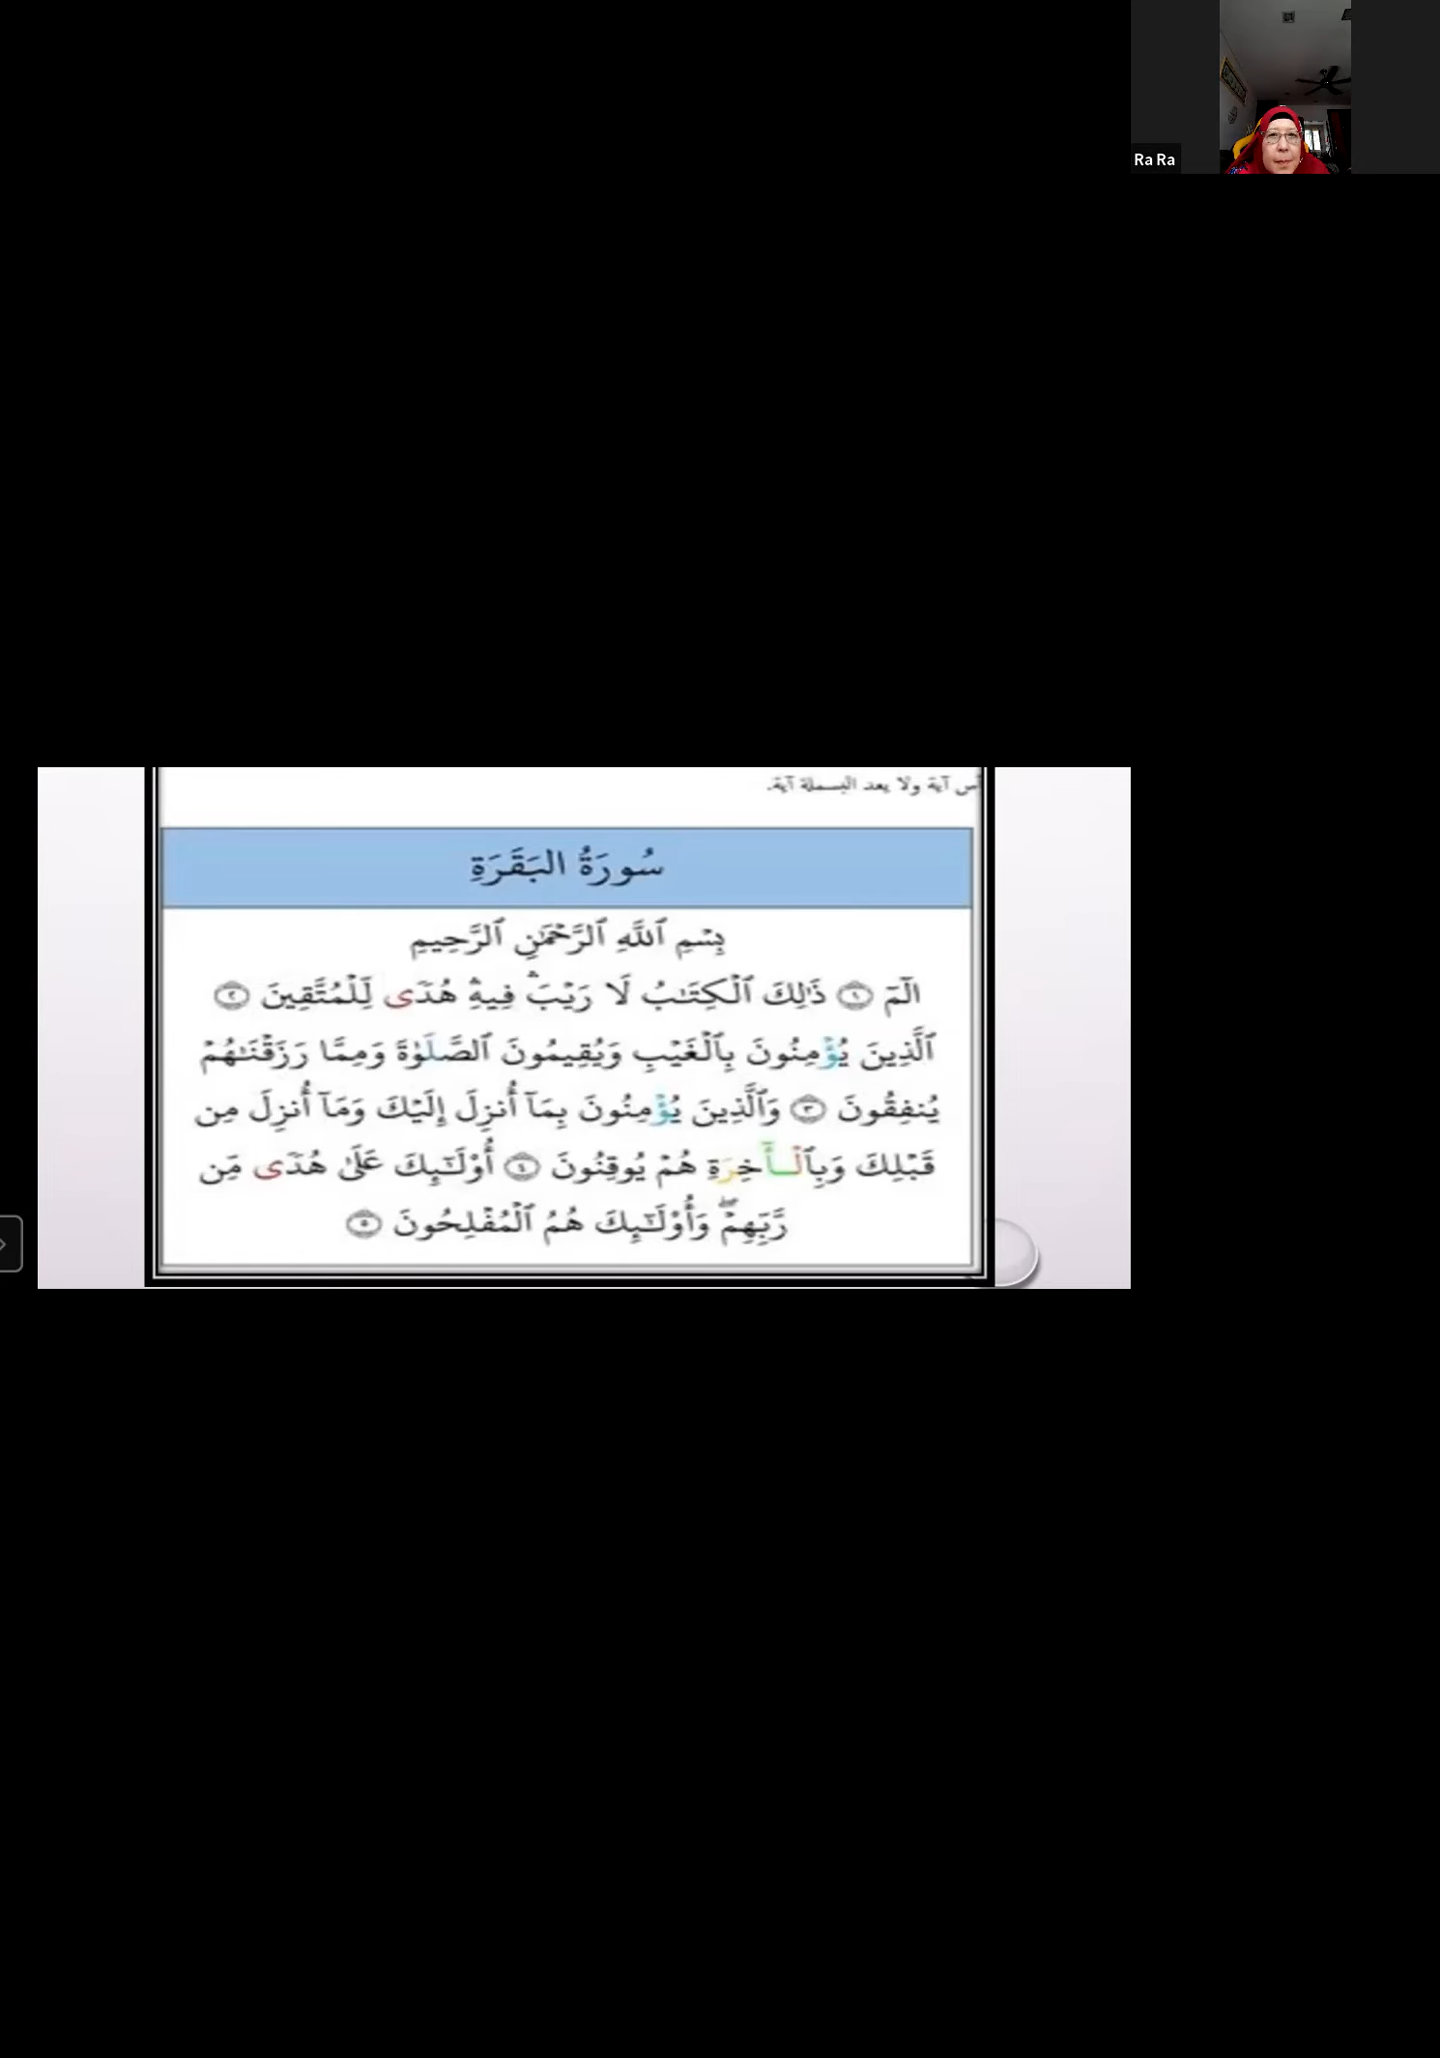 Ra Ra
آية ولا يعد البسملة آية.
سُورَةُ البَقَرَةِ
بِسۡمِ ٱللَّهِ ٱلرَّحۡمَٰنِ ٱلرَّحِيمِ
الٓمٓ ١ ذَٰلِكَ ٱلۡكِتَٰبُ لَا رَيۡبَۛ فِيهِۛ هُدٗى لِّلۡمُتَّقِينَ ٢
ٱلَّذِينَ يُؤۡمِنُونَ بِٱلۡغَيۡبِ وَيُقِيمُونَ ٱلصَّلَوٰةَ وَمِمَّا رَزَقۡنَٰهُمۡ
يُنفِقُونَ ٣ وَٱلَّذِينَ يُؤۡمِنُونَ بِمَآ أُنزِلَ إِلَيۡكَ وَمَآ أُنزِلَ مِن
قَبۡلِكَ وَبِٱلۡأٓخِرَةِ هُمۡ يُوقِنُونَ ٤ أُوْلَٰٓئِكَ عَلَىٰ هُدٗى مِّن
رَّبِّهِمۡۖ وَأُوْلَٰٓئِكَ هُمُ ٱلۡمُفۡلِحُونَ ٥